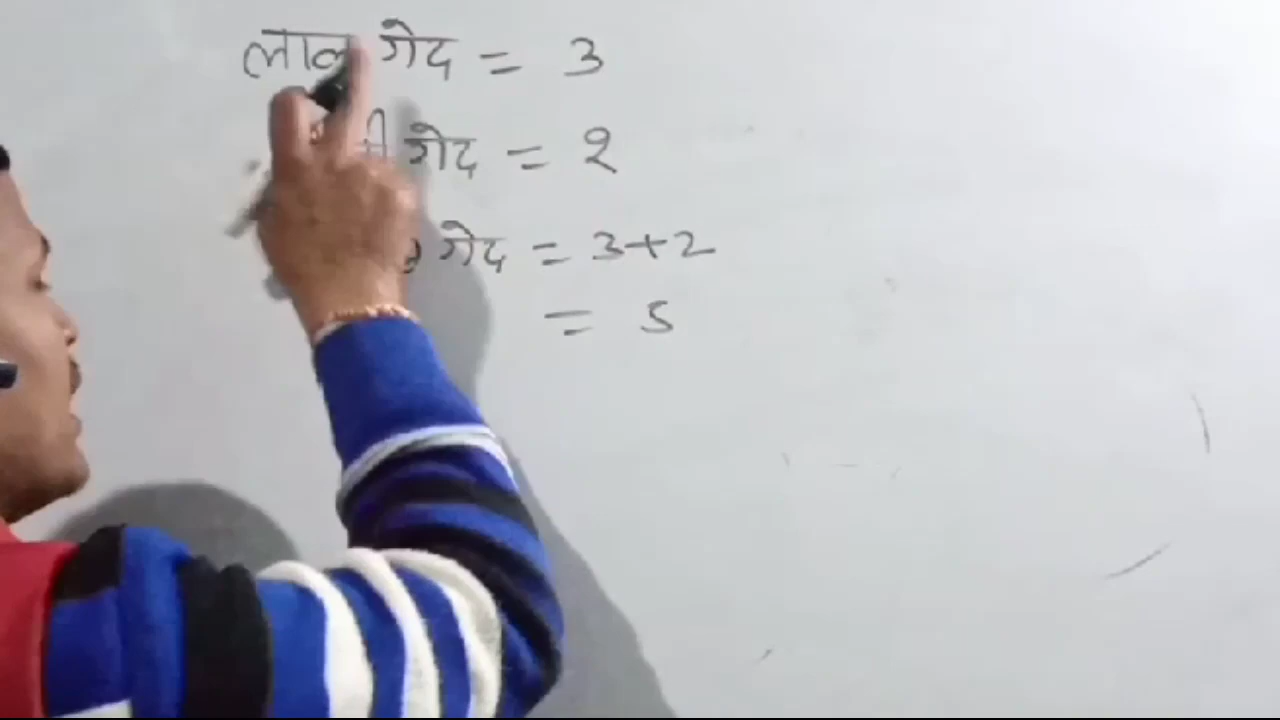 लाल गेद = 3
गेद = 2
गेद = 3+2
= 5